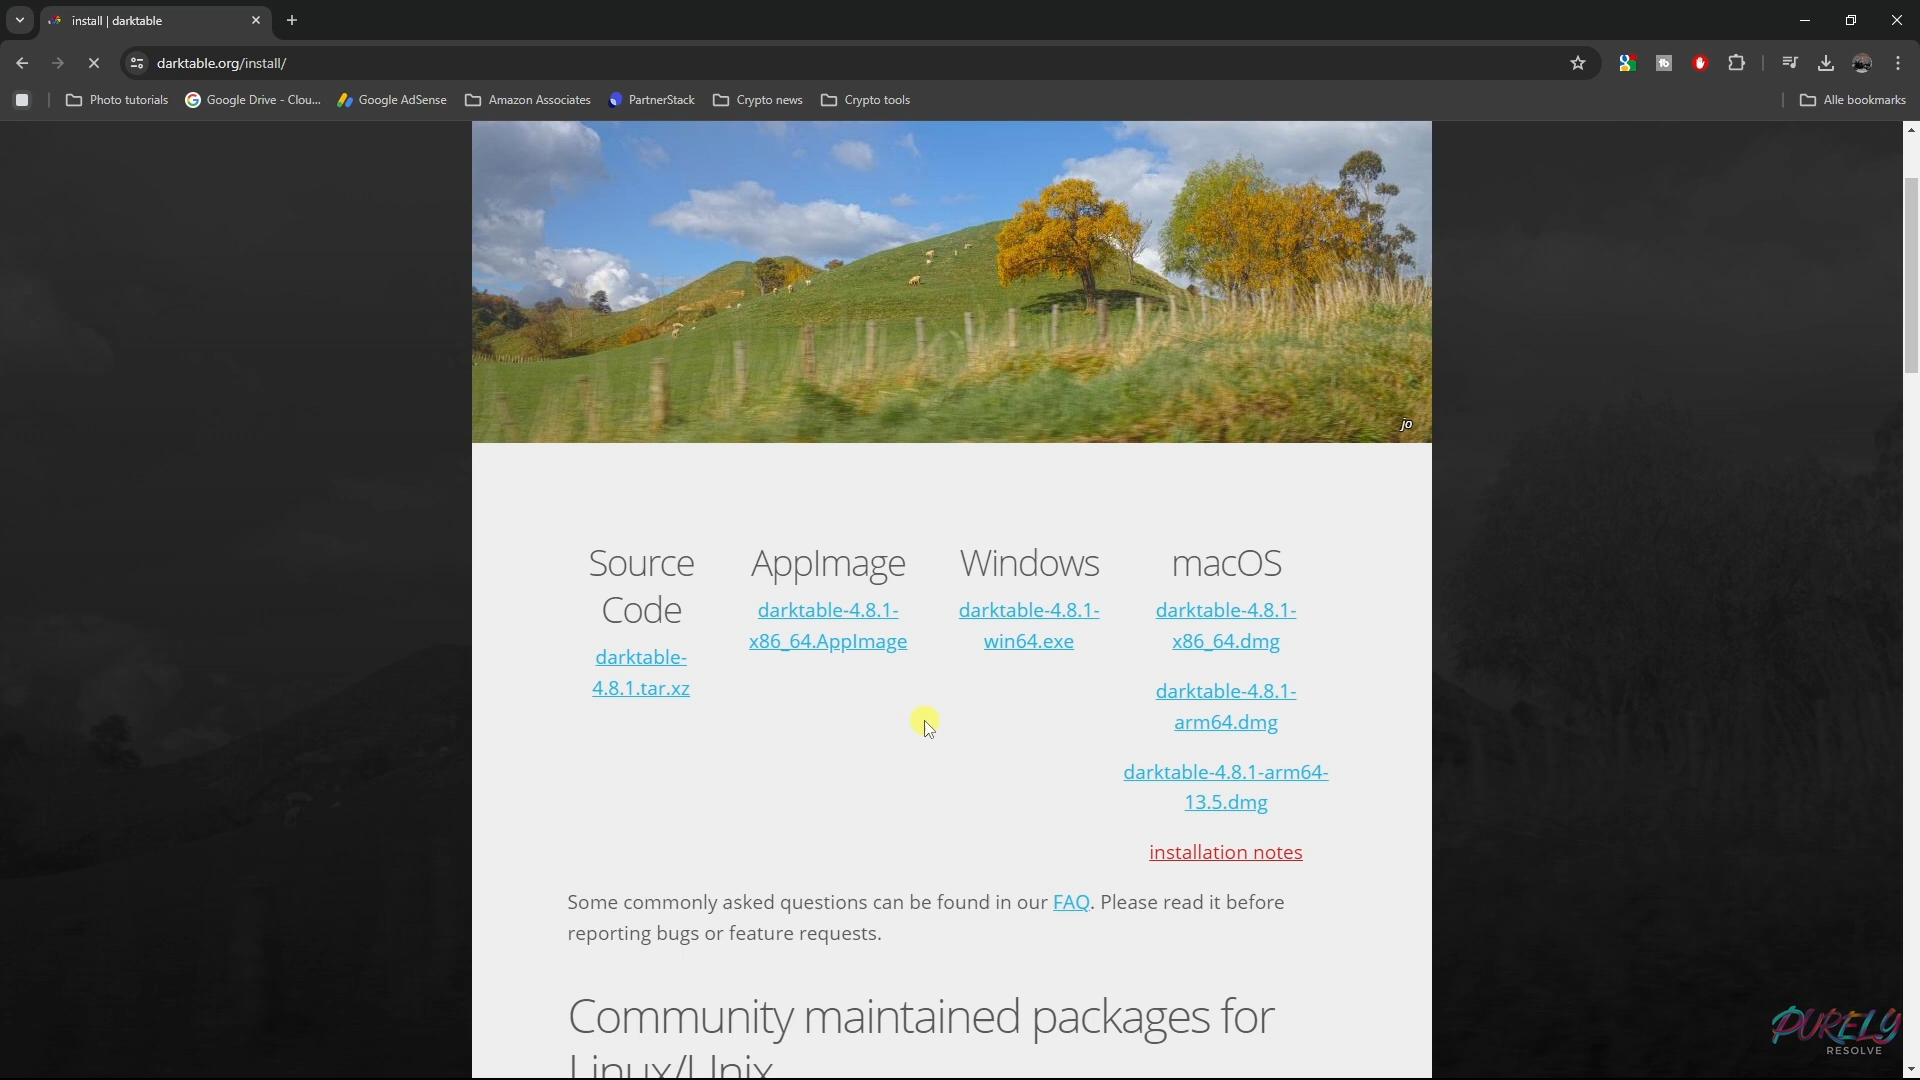 install | darktable
darktable.org/install/
Photo tutorials
Google Drive - Clou...
Google AdSense
Amazon Associates
PartnerStack
Crypto news
Crypto tools
Alle bookmarks
jo
Source
Code
darktable-
4.8.1.tar.xz
AppImage
darktable-4.8.1-
x86_64.AppImage
Windows
darktable-4.8.1-
win64.exe
macOS
darktable-4.8.1-
x86_64.dmg
darktable-4.8.1-
arm64.dmg
darktable-4.8.1-arm64-
13.5.dmg
installation notes
Some commonly asked questions can be found in our FAQ. Please read it before
reporting bugs or feature requests.
Community maintained packages for
Linux/Unix
PURELY
RESOLVE